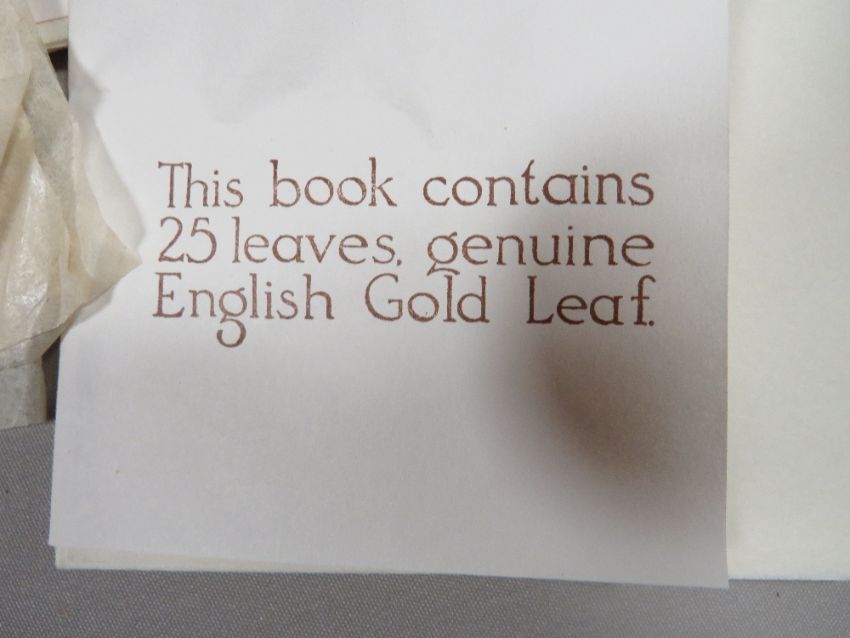 This book contains
25 leaves, genuine
English Gold Leaf.